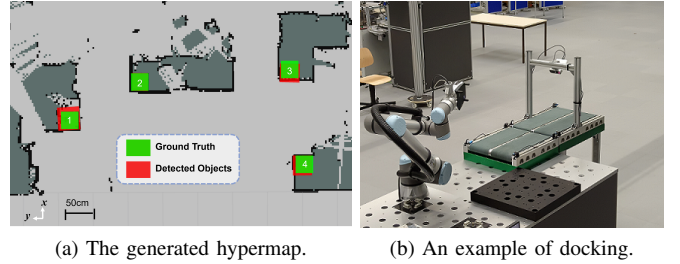 3
2
1
Ground Truth
Detected Objects
4
x
y
50cm
(a) The generated hypermap.
(b) An example of docking.